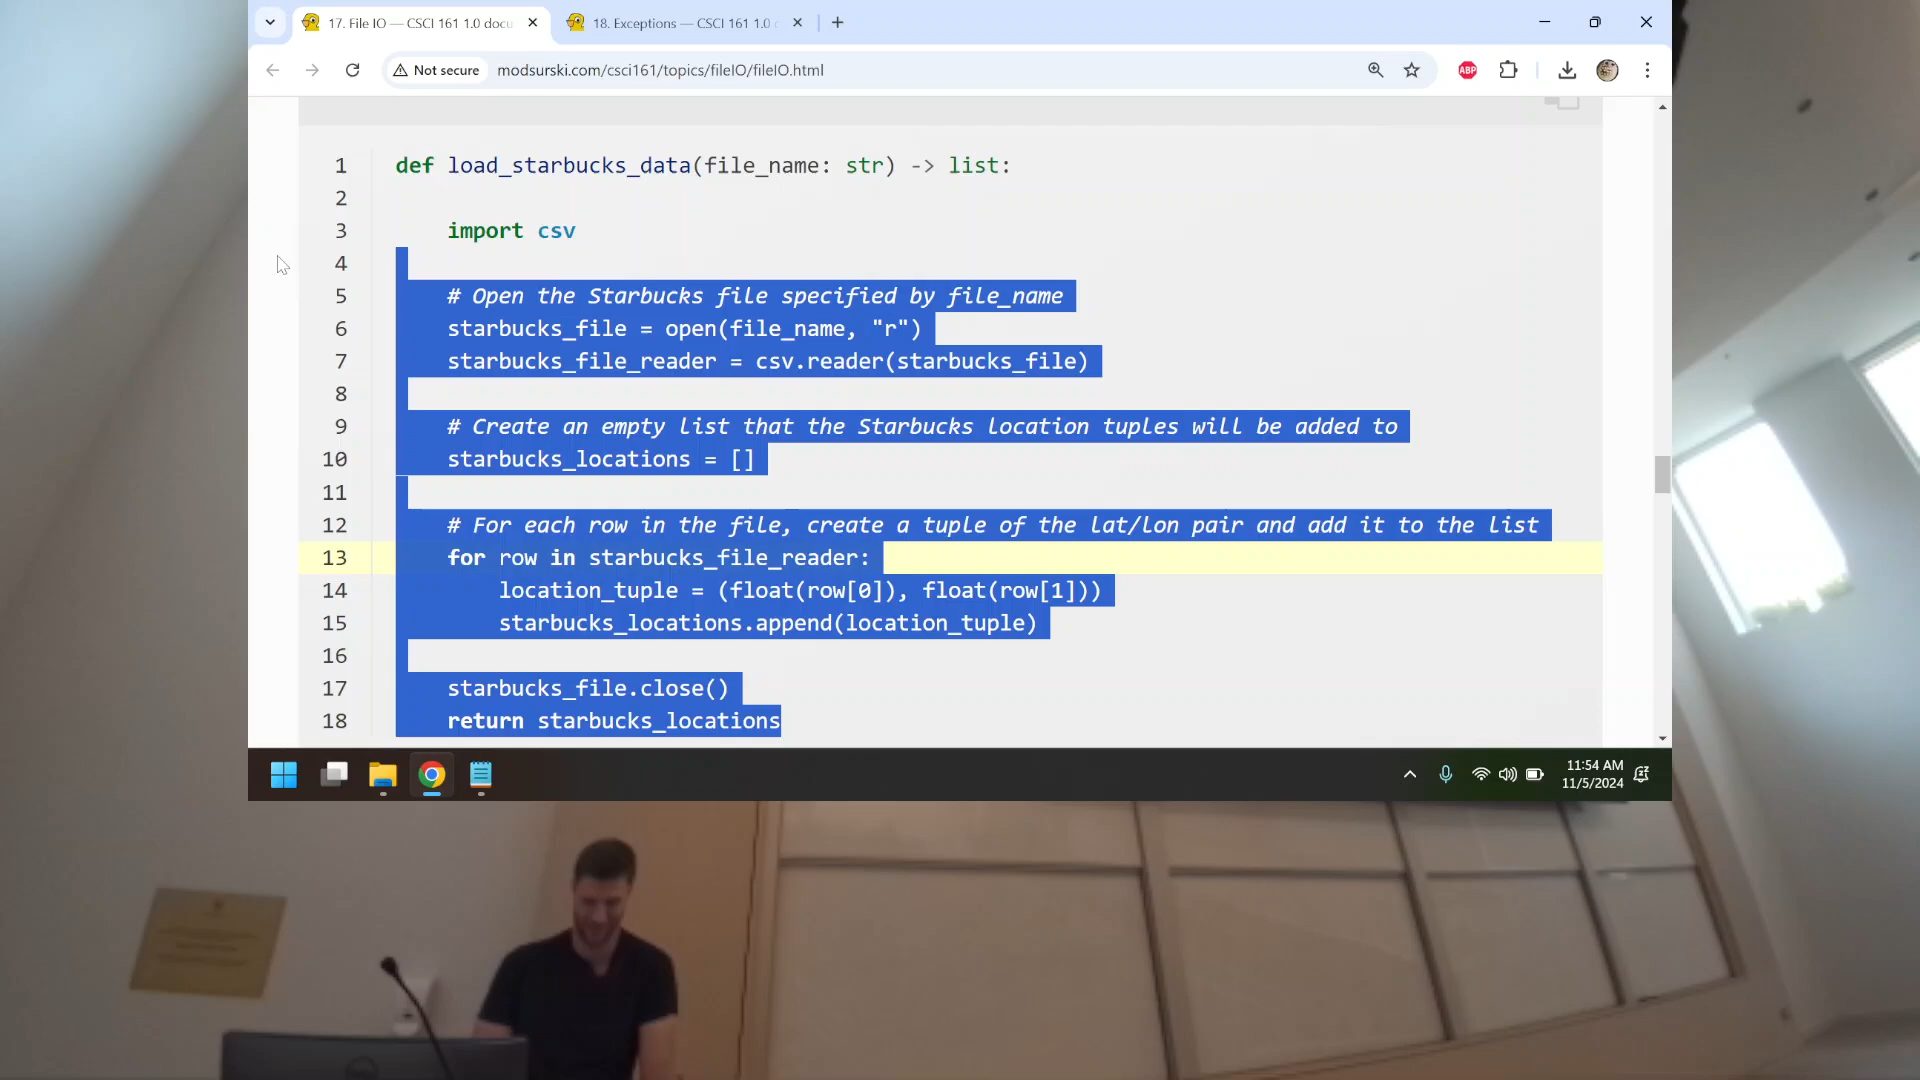 17. File IO — CSCI 161 1.0 docu
18. Exceptions — CSCI 161 1.0
Not secure
modsurski.com/csci161/topics/fileIO/fileIO.html
ABP
1 def load_starbucks_data(file_name: str) -> list:
2
3 import csv
4
5 # Open the Starbucks file specified by file_name
6 starbucks_file = open(file_name, "r")
7 starbucks_file_reader = csv.reader(starbucks_file)
8
9 # Create an empty list that the Starbucks location tuples will be added to
10 starbucks_locations = []
11
12 # For each row in the file, create a tuple of the lat/lon pair and add it to the list
13 for row in starbucks_file_reader:
14 location_tuple = (float(row[0]), float(row[1]))
15 starbucks_locations.append(location_tuple)
16
17 starbucks_file.close()
18 return starbucks_locations
11:54 AM
11/5/2024